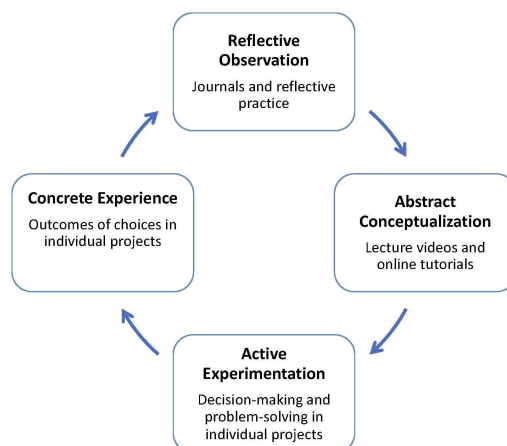 Reflective
Observation
Journals and reflective
practice
Concrete Experience
Outcomes of choices in
individual projects
Abstract
Conceptualization
Lecture videos and
online tutorials
Active
Experimentation
Decision-making and
problem-solving in
individual projects